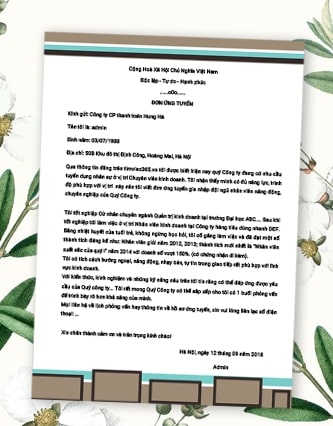 Cộng Hoà Xã Hội Chủ Nghĩa Việt Nam
Độc lập - Tự do - Hạnh phúc
......o0o......
ĐƠN ỨNG TUYỂN
Kính gửi: Công ty CP thanh toán Hưng Hà
Tên tôi là: admin
Sinh năm: 03/07/1988
Địa chỉ: 50B Khu đô thị Định Công, Hoàng Mai, Hà Nội
Qua thông tin đăng trên timviec365.vn tôi được biết hiện nay quý Công ty đang có nhu cầu
tuyển dụng nhân sự ở vị trí Chuyên viên kinh doanh. Tôi nhận thấy mình có đủ năng lực, trình
độ phù hợp với vị trí này nên tôi viết đơn ứng tuyển gia nhập đội ngũ nhân viên năng động,
chuyên nghiệp của Quý Công ty.
Tôi tốt nghiệp Cử nhân chuyên ngành Quản trị kinh doanh tại trường Đại học ABC.... Sau khi
tốt nghiệp tôi làm việc ở vị trí Nhân viên kinh doanh tại Công ty hàng tiêu dùng nhanh DEF.
Bằng nhiệt huyết của tuổi trẻ, không ngừng học hỏi, tôi cố gắng làm việc và đã đạt một số
thành tích đáng kể như: Nhân viên giỏi năm 2012, 2013; thành tích mới nhất là "Nhân viên
xuất sắc của quý I" năm 2014 với doanh số vượt 150%. (có chứng nhận đi kèm).
Tôi có tích cách hướng ngoại, năng động, nhạy bén, tự tin trong giao tiếp rất phù hợp với lĩnh
vực kinh doanh.
Với kiến thức, kinh nghiệm và những kỹ năng nêu trên tôi tin rằng có thể đáp ứng được yêu
cầu của Quý công ty... Tôi rất mong Quý Công ty có thể sắp xếp cho tôi có 1 buổi phỏng vấn
để trình bày rõ hơn khả năng của mình.
Mọi liên hệ về lịch phỏng vấn hay thông tin về hồ sơ ứng tuyển, xin vui lòng liên lạc số điện
thoại: ...
Xin chân thành cảm ơn và trân trọng kính chào!
Hà Nội, ngày 12 tháng 09 năm 2018
Admin